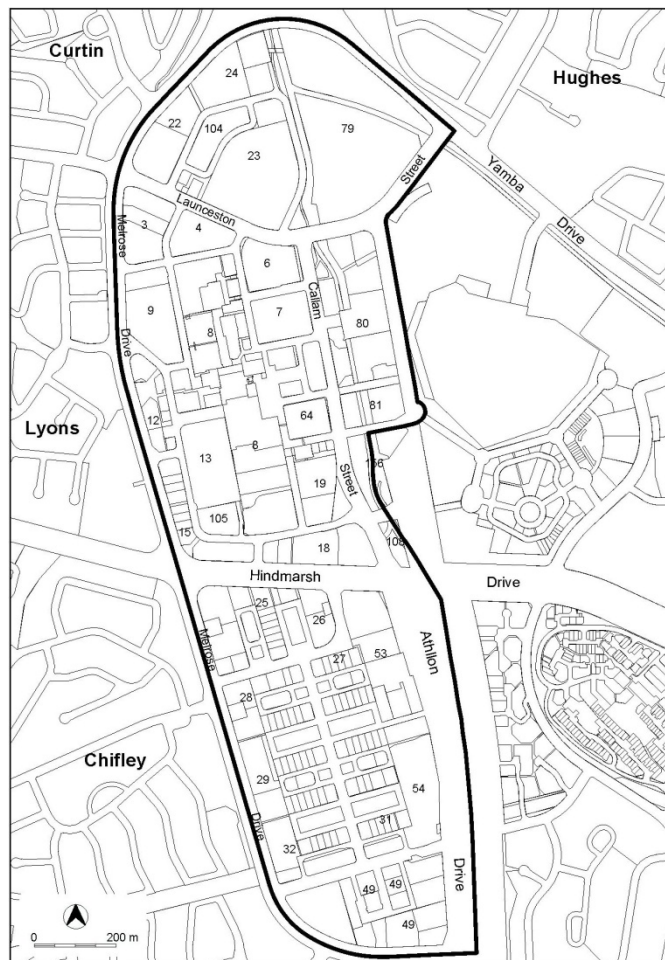 Curtin
Hughes
24
22
104
79
23
Street
Yamba
Drive
Launceston
Melrose
3
4
6
Callam
9
7
8
80
Drive
12
64
81
Lyons
13
8
156
19
Street
105
15
18
108
Hindmarsh
Drive
25
26
Athllon
Melrose
27
53
28
Chifley
29
54
Drive
31
32
Drive
49
49
49
0
200 m